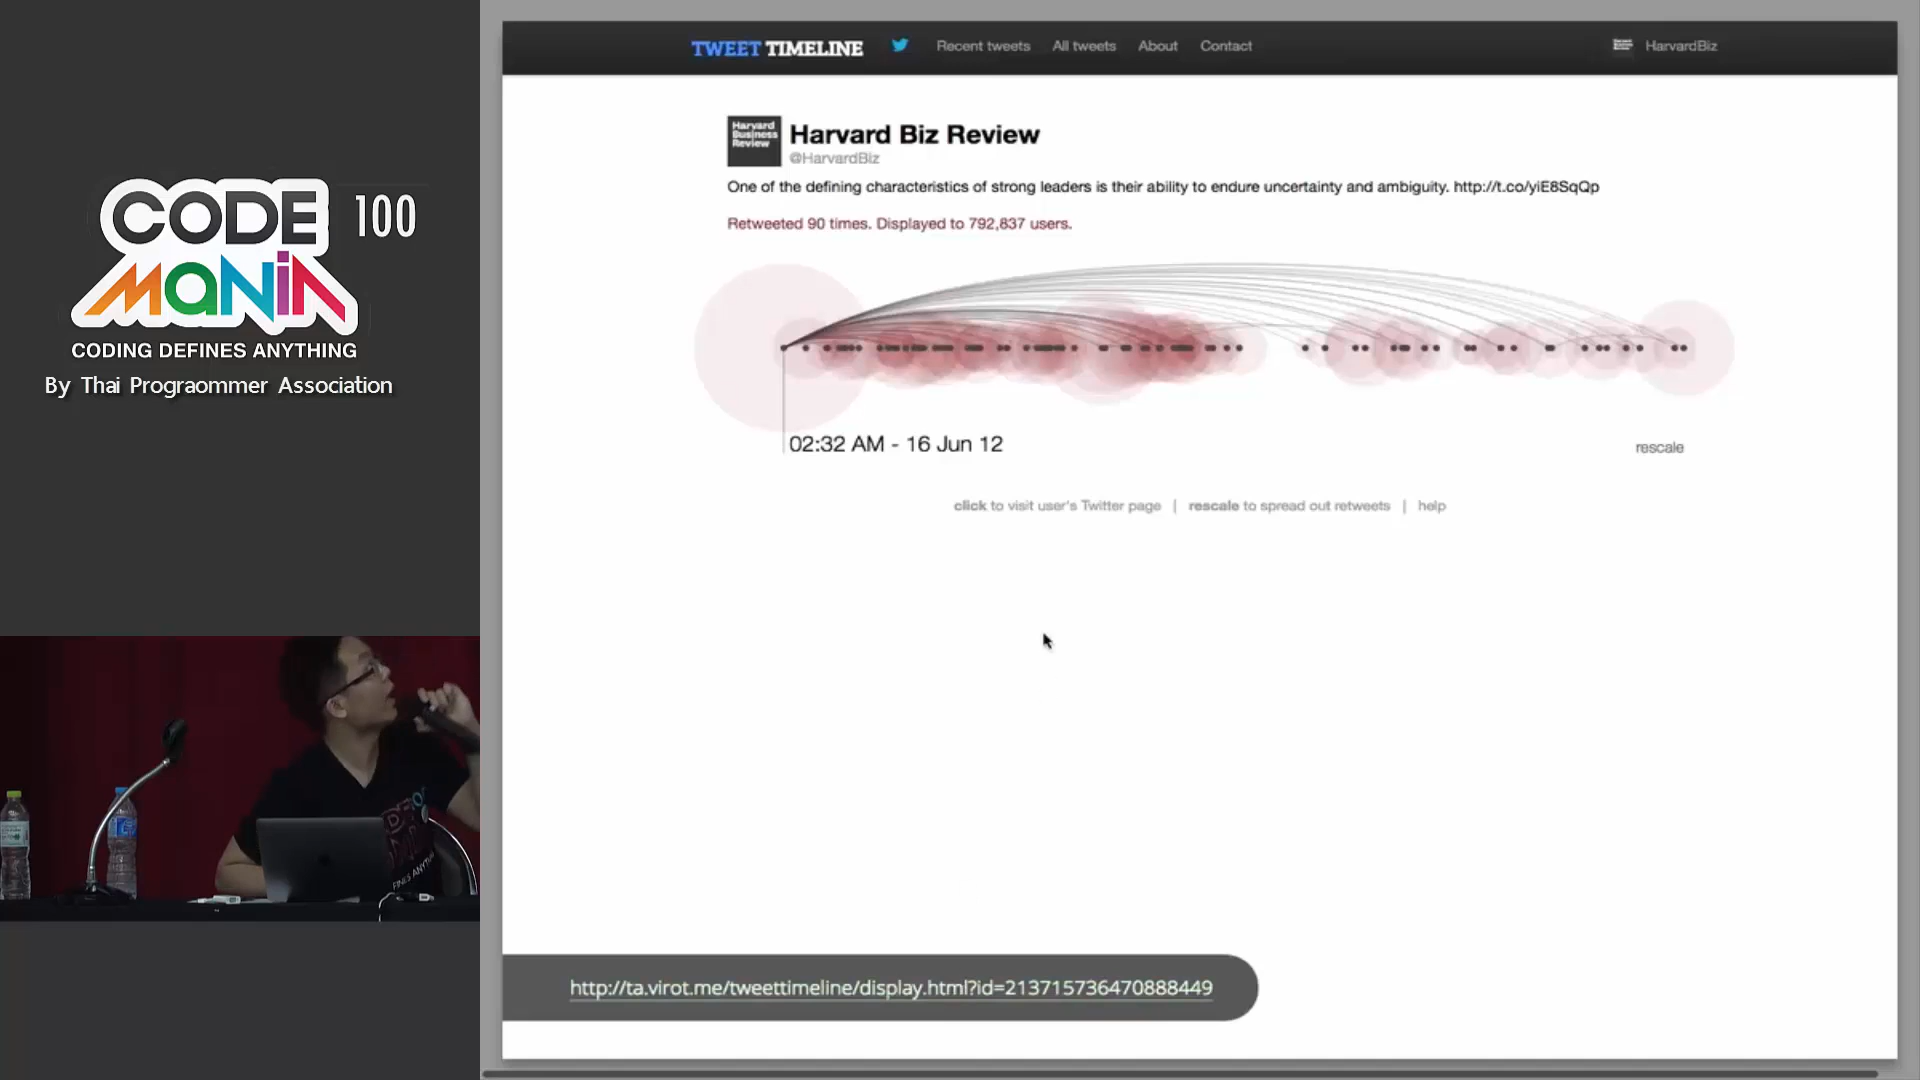 CODE 100
MANiA
CODING DEFINES ANYTHING
By Thai Prograommer Association
TWEET TIMELINE Recent tweets All tweets About Contact HarvardBiz
Harvard
Business
Review
Harvard Biz Review
@HarvardBiz
One of the defining characteristics of strong leaders is their ability to endure uncertainty and ambiguity. http://t.co/yiE8SqQp
Retweeted 90 times. Displayed to 792,837 users.
02:32 AM - 16 Jun 12
rescale
click to visit user's Twitter page | rescale to spread out retweets | help
http://ta.virot.me/tweettimeline/display.html?id=213715736470888449